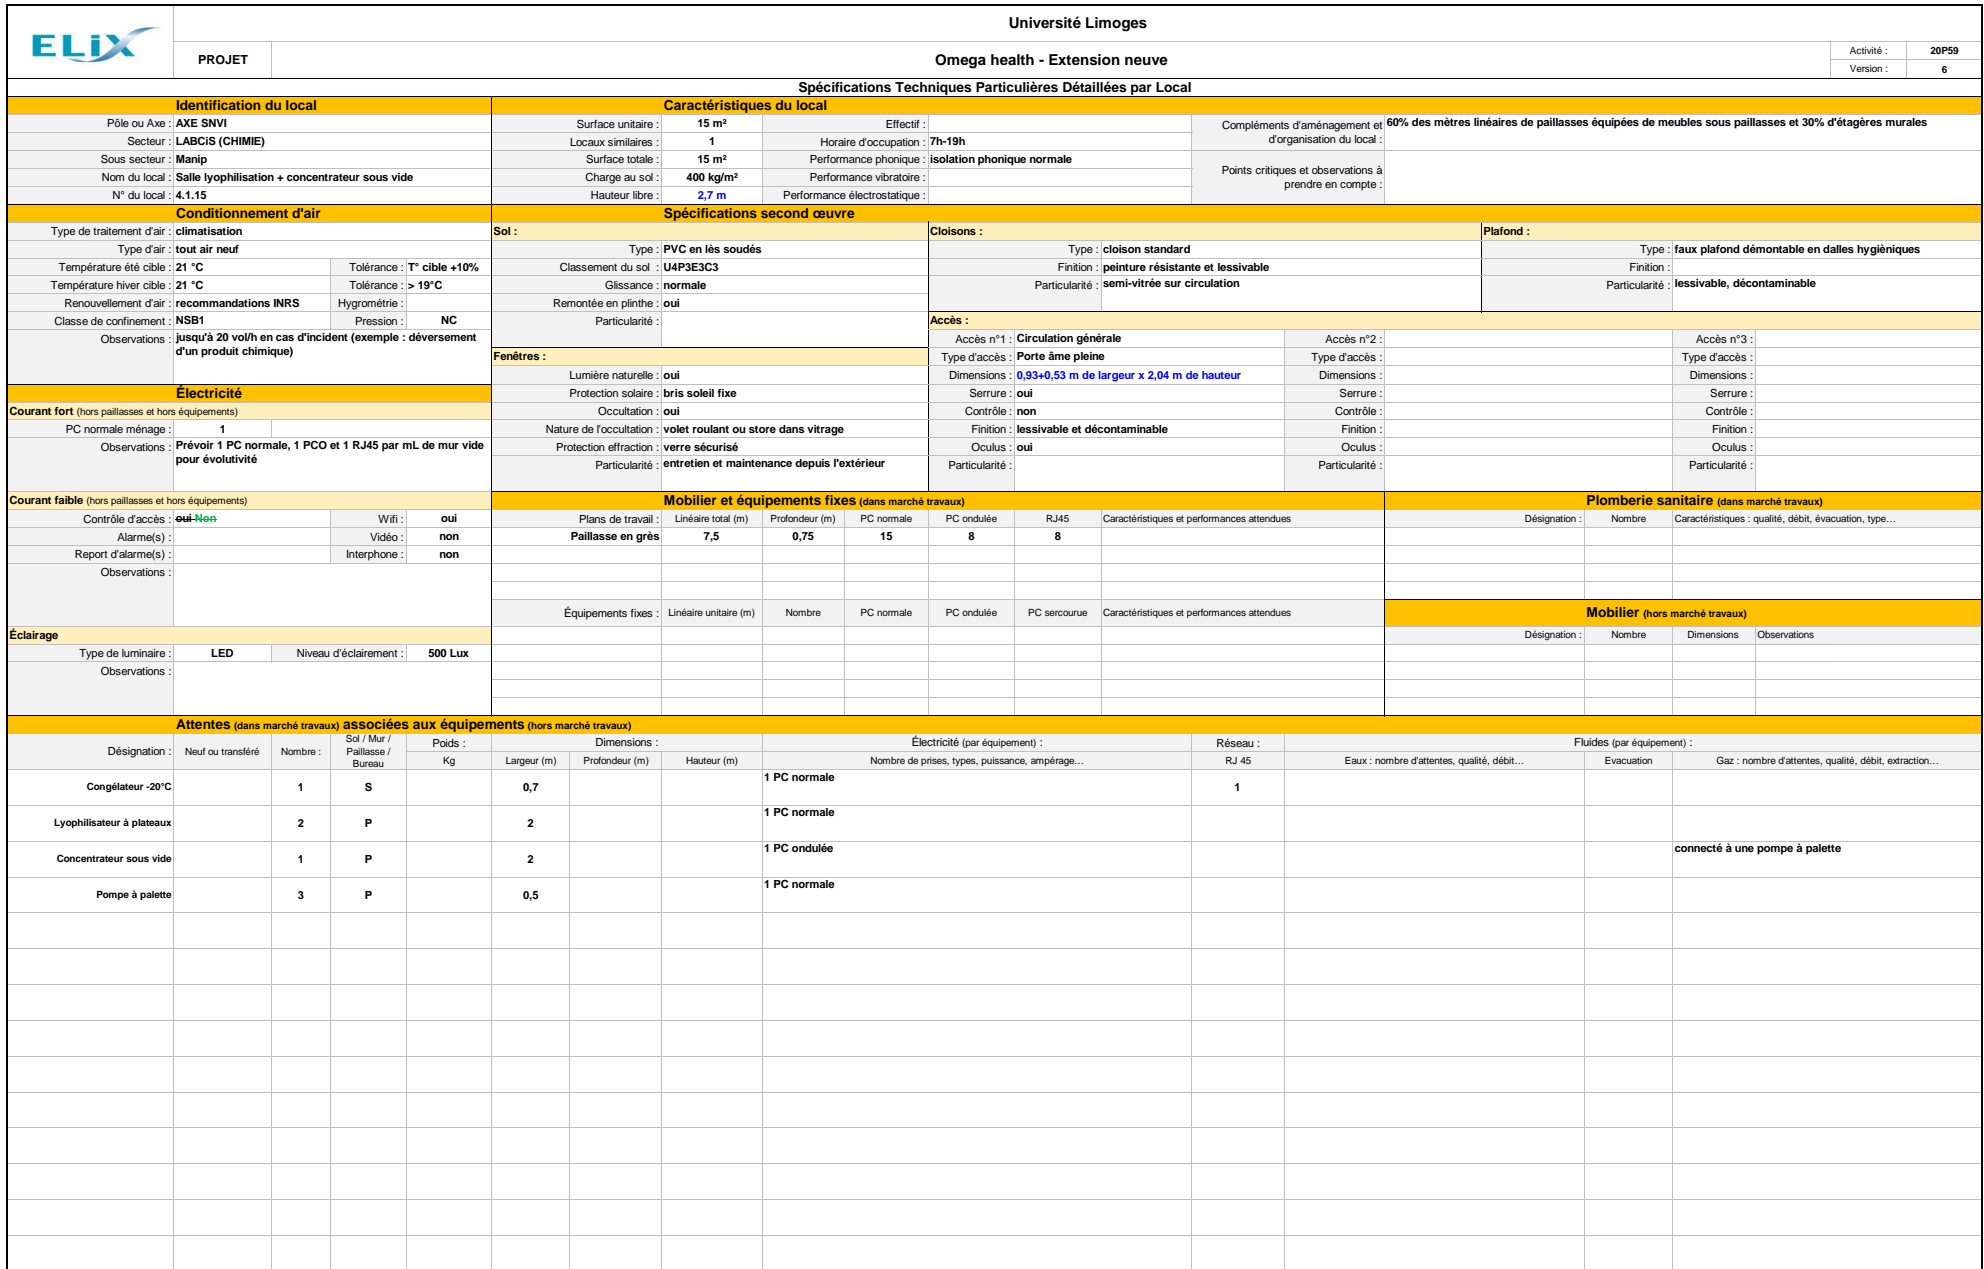 ELiX
Université Limoges
PROJET
Omega health - Extension neuve
Activité : 20P59
Version : 6
Spécifications Techniques Particulières Détaillées par Local
Identification du local
Caractéristiques du local
Pôle ou Axe : AXE SNVI
Secteur : LABCiS (CHIMIE)
Sous secteur : Manip
Nom du local : Salle lyophilisation + concentrateur sous vide
N° du local : 4.1.15
Surface unitaire : 15 m²
Locaux similaires : 1
Surface totale : 15 m²
Charge au sol : 400 kg/m²
Hauteur libre : 2,7 m
Effectif :
Horaire d'occupation : 7h-19h
Performance phonique : isolation phonique normale
Performance vibratoire :
Performance électrostatique :
Compléments d'aménagement et d'organisation du local : 60% des mètres linéaires de paillasses équipées de meubles sous paillasses et 30% d'étagères murales
Points critiques et observations à prendre en compte :
Conditionnement d'air
Type de traitement d'air : climatisation
Type d'air : tout air neuf
Température été cible : 21 °C Tolérance : T° cible +10%
Température hiver cible : 21 °C Tolérance : > 19°C
Renouvellement d'air : recommandations INRS Hygrométrie :
Classe de confinement : NSB1 Pression : NC
Observations : jusqu'à 20 vol/h en cas d'incident (exemple : déversement
d'un produit chimique)
Spécifications second œuvre
Sol :
Type : PVC en lès soudés
Classement du sol : U4P3E3C3
Glissance : normale
Remontée en plinthe : oui
Particularité :
Cloisons :
Type : cloison standard
Finition : peinture résistante et lessivable
Particularité : semi-vitrée sur circulation
Plafond :
Type : faux plafond démontable en dalles hygièniques
Finition :
Particularité : lessivable, décontaminable
Fenêtres :
Lumière naturelle : oui
Protection solaire : bris soleil fixe
Occultation : oui
Nature de l'occultation : volet roulant ou store dans vitrage
Protection effraction : verre sécurisé
Particularité : entretien et maintenance depuis l'extérieur
Accès :
Accès n°1 : Circulation générale
Type d'accès : Porte âme pleine
Dimensions : 0,93+0,53 m de largeur x 2,04 m de hauteur
Serrure : oui
Contrôle : non
Finition : lessivable et décontaminable
Oculus : oui
Particularité :
Accès n°2 :
Type d'accès :
Dimensions :
Serrure :
Contrôle :
Finition :
Oculus :
Particularité :
Accès n°3 :
Type d'accès :
Dimensions :
Serrure :
Contrôle :
Finition :
Oculus :
Particularité :
Électricité
Courant fort (hors paillasses et hors équipements)
PC normale ménage : 1
Observations : Prévoir 1 PC normale, 1 PCO et 1 RJ45 par mL de mur vide
pour évolutivité
Courant faible (hors paillasses et hors équipements)
Contrôle d'accès : oui Non Wifi : oui
Alarme(s) : Vidéo : non
Report d'alarme(s) : Interphone : non
Observations :
Éclairage
Type de luminaire : LED Niveau d'éclairement : 500 Lux
Observations :
Mobilier et équipements fixes (dans marché travaux)
Plans de travail : Linéaire total (m) Profondeur (m) PC normale PC ondulée RJ45 Caractéristiques et performances attendues
Paillasse en grès 7,5 0,75 15 8 8
Équipements fixes : Linéaire unitaire (m) Nombre PC normale PC ondulée PC sercourue Caractéristiques et performances attendues
Plomberie sanitaire (dans marché travaux)
Désignation : Nombre Caractéristiques : qualité, débit, évacuation, type…
Mobilier (hors marché travaux)
Désignation : Nombre Dimensions Observations
Attentes (dans marché travaux) associées aux équipements (hors marché travaux)
Désignation : Neuf ou transféré Nombre : Sol / Mur / Paillasse / Bureau Poids : Kg Dimensions : Largeur (m) Profondeur (m) Hauteur (m) Électricité (par équipement) : Nombre de prises, types, puissance, ampérage… Réseau : RJ 45 Fluides (par équipement) : Eaux : nombre d'attentes, qualité, débit… Evacuation Gaz : nombre d'attentes, qualité, débit, extraction…
Congélateur -20°C 1 S 0,7 1 PC normale 1
Lyophilisateur à plateaux 2 P 2 1 PC normale
Concentrateur sous vide 1 P 2 1 PC ondulée connecté à une pompe à palette
Pompe à palette 3 P 0,5 1 PC normale